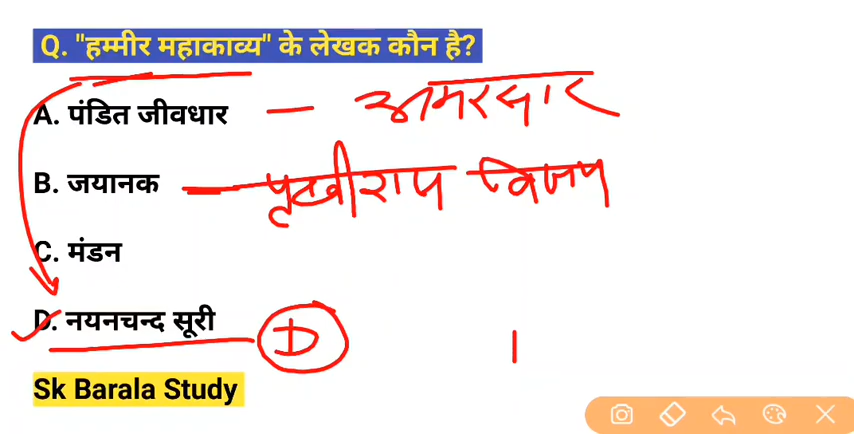 Q. "हम्मीर महाकाव्य" के लेखक कौन है?
A. पंडित जीवधार — अमरसार
B. जयानक — पृथ्वीराज विजय
C. मंडन
D. नयनचन्द सूरी D
Sk Barala Study